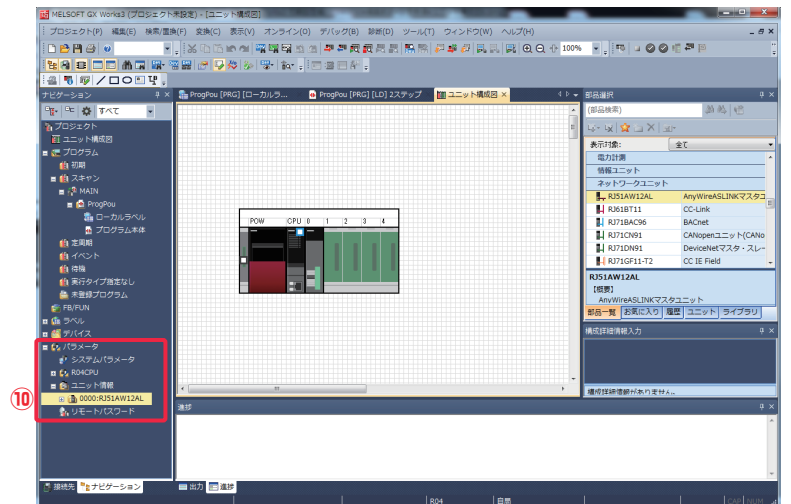 MELSOFT GX Works3 (プロジェクト未設定) - [ユニット構成図]
プロジェクト(P) 編集(E) 検索/置換(F) 変換(C) 表示(V) オンライン(O) デバッグ(B) 診断(D) ツール(T) ウィンドウ(W) ヘルプ(H)
100%
ナビゲーション
すべて
プロジェクト
ユニット構成図
プログラム
初期
スキャン
MAIN
ProgPou
ローカルラベル
プログラム本体
定周期
イベント
待機
実行タイプ指定なし
未登録プログラム
FB/FUN
ラベル
デバイス
パラメータ
システムパラメータ
R04CPU
ユニット情報
0000:RJ51AW12AL
リモートパスワード
⑩
接続先 ナビゲーション
ProgPou [PRG] [ローカルラ... ProgPou [PRG] [LD] 2ステップ ユニット構成図
POW CPU 0 1 2 3 4
進捗
出力 進捗
部品選択
(部品検索)
表示対象: 全て
電力計測
情報ユニット
ネットワークユニット
RJ51AW12AL AnyWireASLINKマスタユ
RJ61BT11 CC-Link
RJ71BAC96 BACnet
RJ71CN91 CANopenユニット(CANo
RJ71DN91 DeviceNetマスタ・スレー
RJ71GF11-T2 CC IE Field
RJ51AW12AL
【概要】
AnyWireASLINKマスタユニット
部品一覧 お気に入り 履歴 ユニット ライブラリ
構成詳細情報入力
構成詳細情報がありません。
R04 自局 CAP NUM